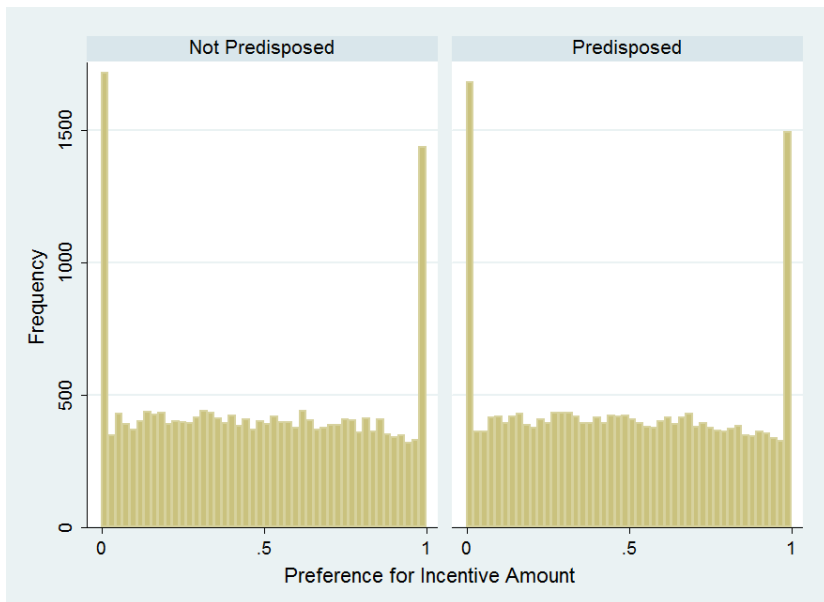 Not Predisposed
Predisposed
Frequency
1500
1000
500
0
0
.5
1
0
.5
1
Preference for Incentive Amount